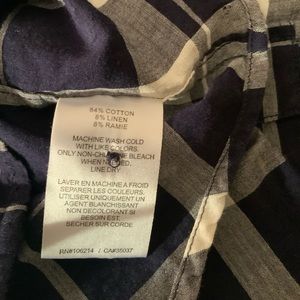 84% COTTON
8% LINEN
8% RAMIE
MACHINE WASH COLD
WITH LIKE COLORS.
ONLY NON-CHLORINE BLEACH
WHEN NEEDED.
LINE DRY
LAVER EN MACHINE A FROID
SEPARER LES COULEURS
UTILISER UNIQUEMENT UN
AGENT BLANCHISSANT
NON DECOLORANT SI
BESOIN EST.
SECHER SUR CORDE
RN#106214 / CA#35037